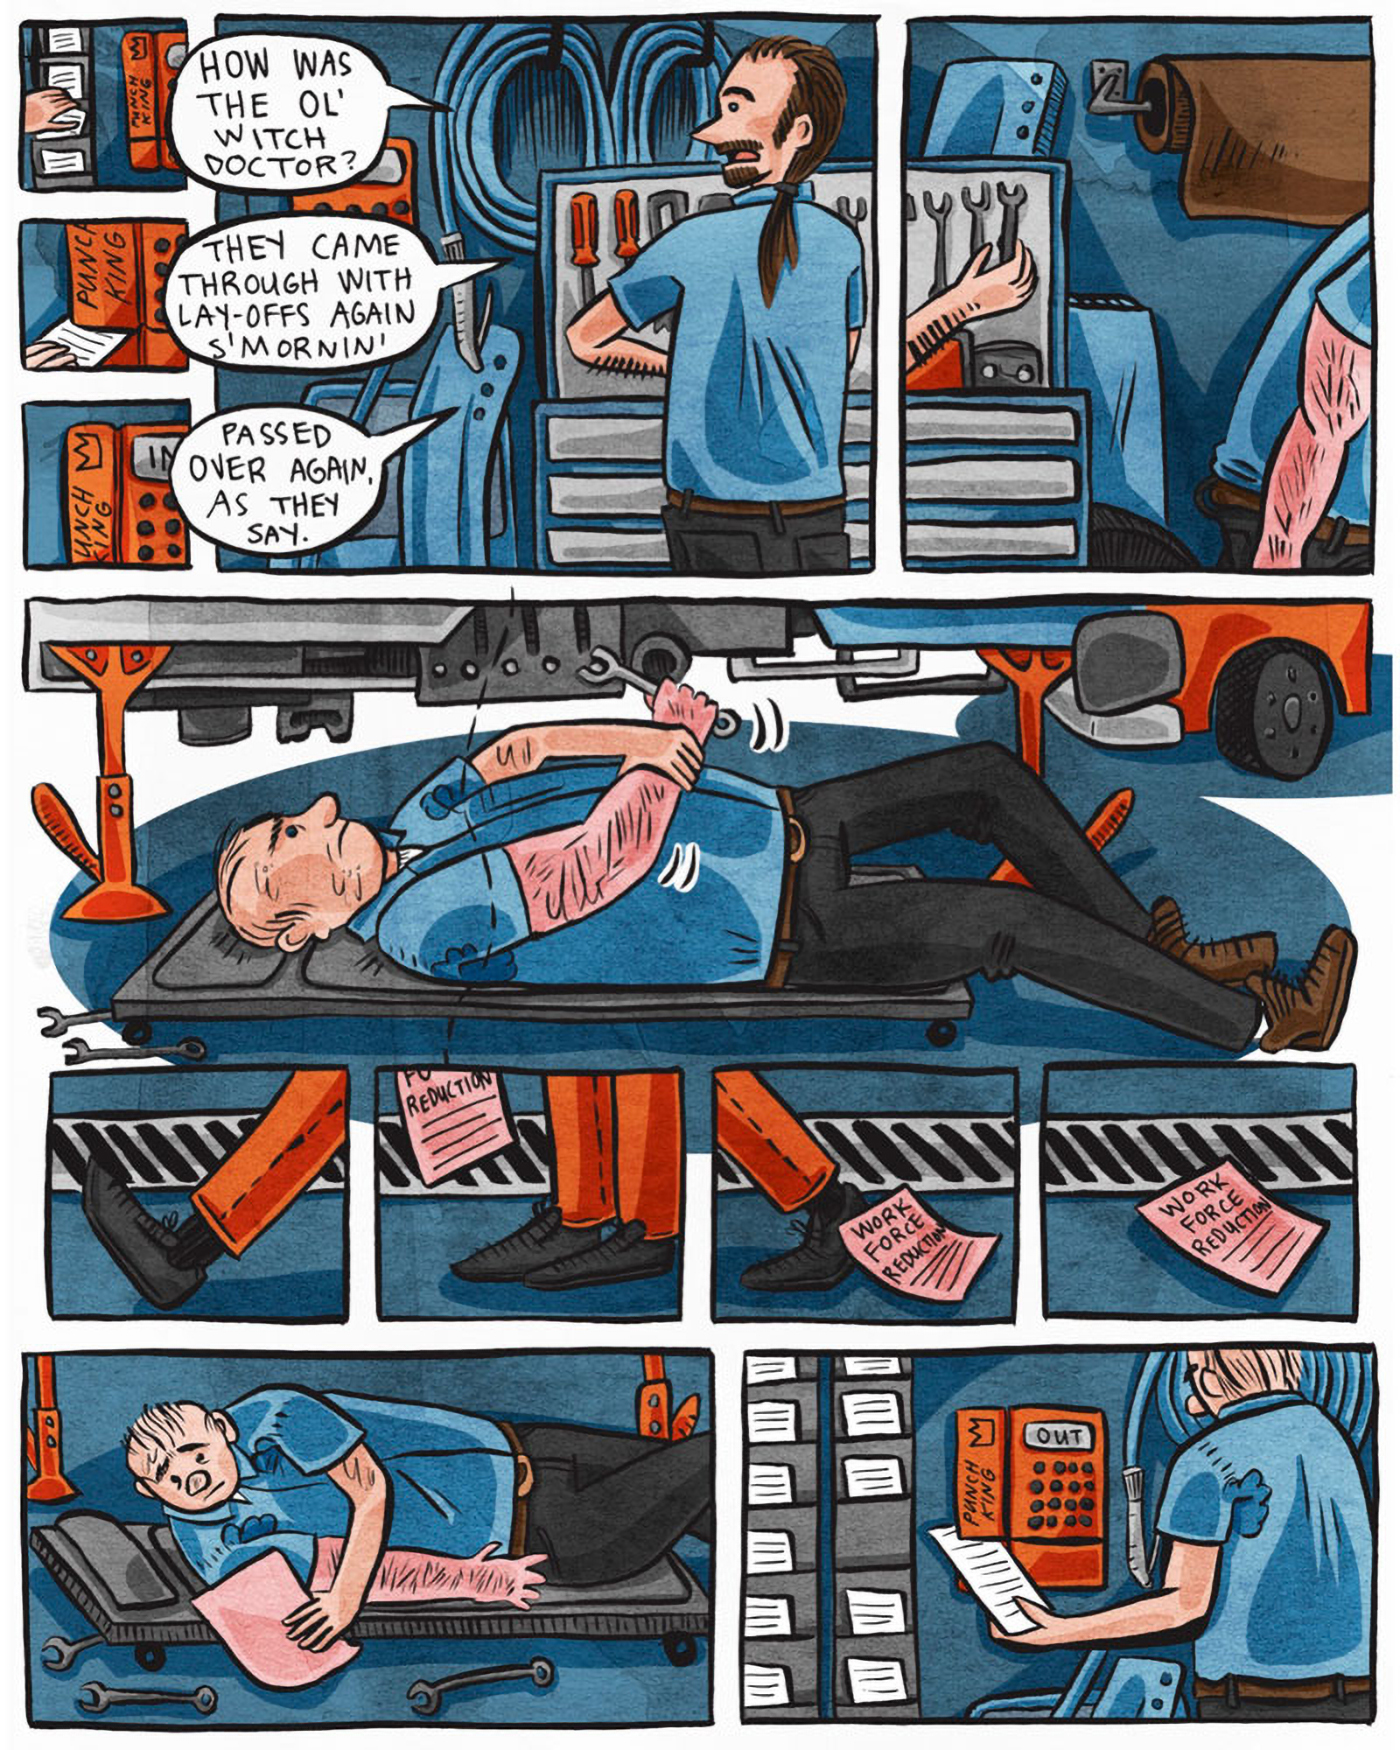 PUNCH
KING
HOW WAS
THE OL'
WITCH
DOCTOR?
PUNCH
KING
THEY CAME
THROUGH WITH
LAY-OFFS AGAIN
S'MORNIN'
UNCH
KING
IN
PASSED
OVER AGAIN,
AS THEY
SAY.
FO
REDUCTION
WORK
FORCE
REDUCTION
WORK
FORCE
REDUCTION
PUNCH
KING
OUT